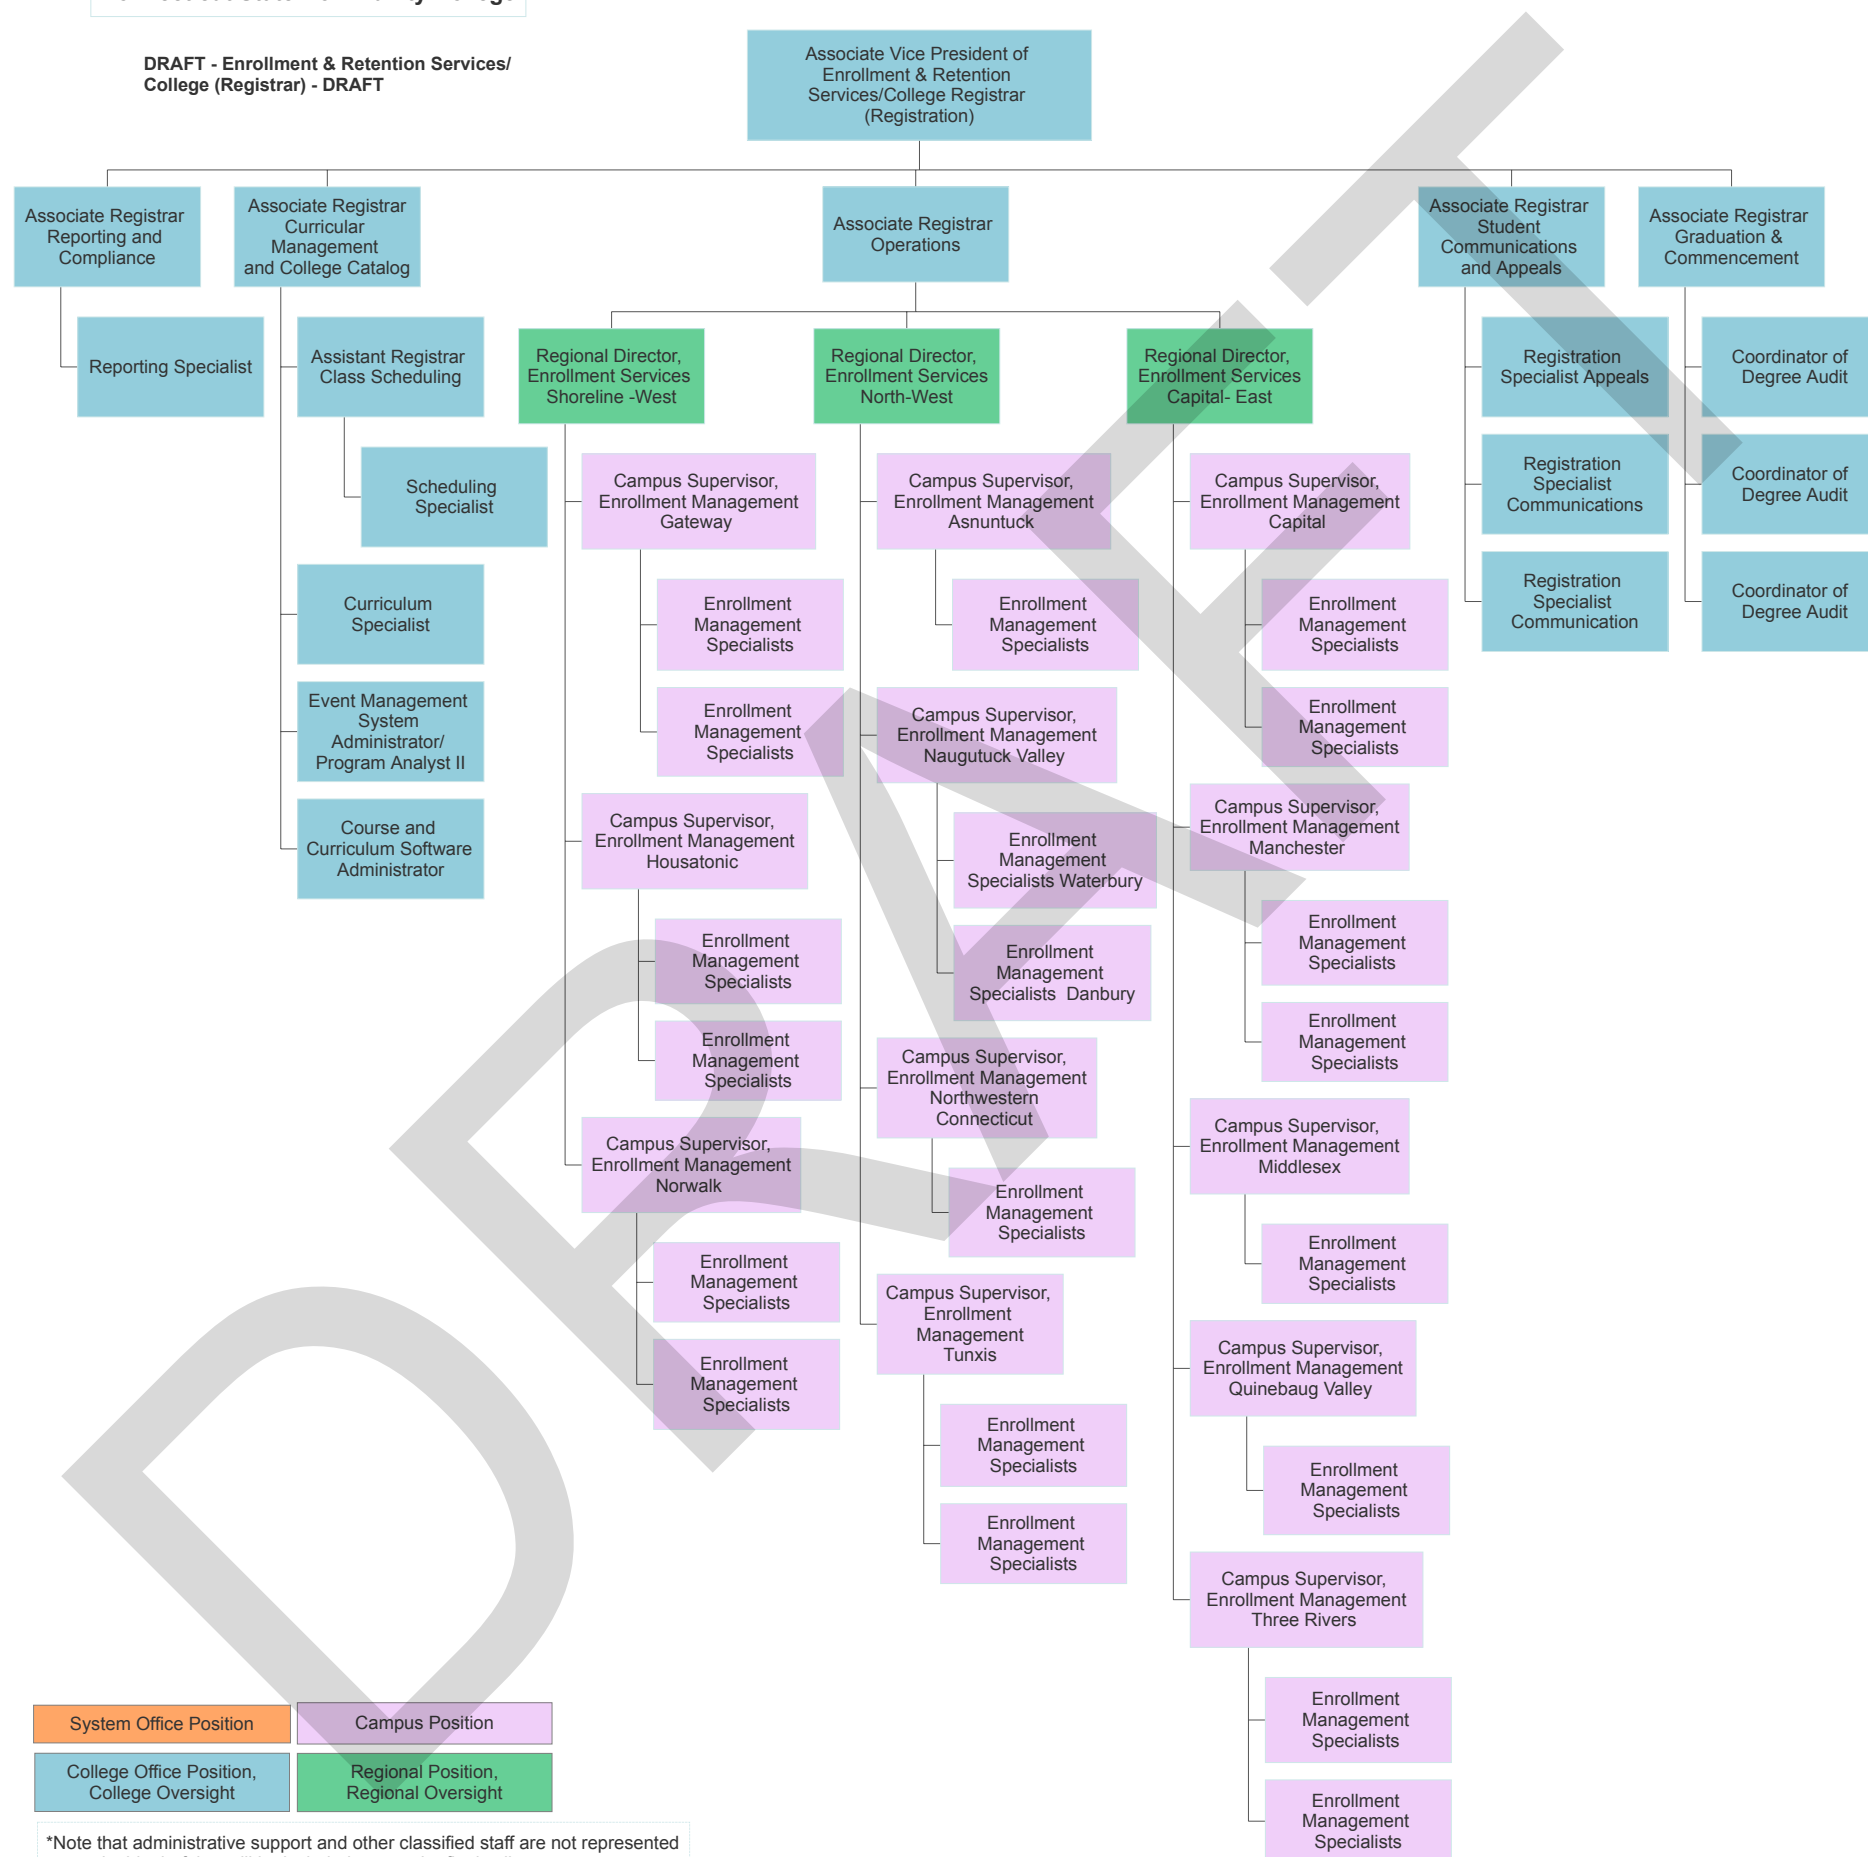 DRAFT - Enrollment & Retention Services/
College (Registrar) - DRAFT
Associate Vice President of
Enrollment & Retention
Services/College Registrar
(Registration)
Associate Registrar
Reporting and
Compliance
Associate Registrar
Curricular
Management
and College Catalog
Associate Registrar
Operations
Associate Registrar
Student
Communications
and Appeals
Associate Registrar
Graduation &
Commencement
Reporting Specialist
Assistant Registrar
Class Scheduling
Scheduling
Specialist
Curriculum
Specialist
Event Management
System
Administrator/
Program Analyst II
Course and
Curriculum Software
Administrator
Regional Director,
Enrollment Services
Shoreline -West
Campus Supervisor,
Enrollment Management
Gateway
Enrollment
Management
Specialists
Enrollment
Management
Specialists
Campus Supervisor,
Enrollment Management
Housatonic
Enrollment
Management
Specialists
Enrollment
Management
Specialists
Campus Supervisor,
Enrollment Management
Norwalk
Enrollment
Management
Specialists
Enrollment
Management
Specialists
Regional Director,
Enrollment Services
North-West
Campus Supervisor,
Enrollment Management
Asnuntuck
Enrollment
Management
Specialists
Campus Supervisor,
Enrollment Management
Naugutuck Valley
Enrollment
Management
Specialists Waterbury
Enrollment
Management
Specialists Danbury
Campus Supervisor,
Enrollment Management
Northwestern
Connecticut
Enrollment
Management
Specialists
Campus Supervisor,
Enrollment
Management
Tunxis
Enrollment
Management
Specialists
Enrollment
Management
Specialists
Regional Director,
Enrollment Services
Capital- East
Campus Supervisor,
Enrollment Management
Capital
Enrollment
Management
Specialists
Enrollment
Management
Specialists
Campus Supervisor,
Enrollment Management
Manchester
Enrollment
Management
Specialists
Enrollment
Management
Specialists
Campus Supervisor,
Enrollment Management
Middlesex
Enrollment
Management
Specialists
Campus Supervisor,
Enrollment Management
Quinebaug Valley
Enrollment
Management
Specialists
Campus Supervisor,
Enrollment Management
Three Rivers
Enrollment
Management
Specialists
Enrollment
Management
Specialists
Registration
Specialist Appeals
Registration
Specialist
Communications
Registration
Specialist
Communication
Coordinator of
Degree Audit
Coordinator of
Degree Audit
Coordinator of
Degree Audit
System Office Position
Campus Position
College Office Position,
College Oversight
Regional Position,
Regional Oversight
*Note that administrative support and other classified staff are not represented
DRAFT